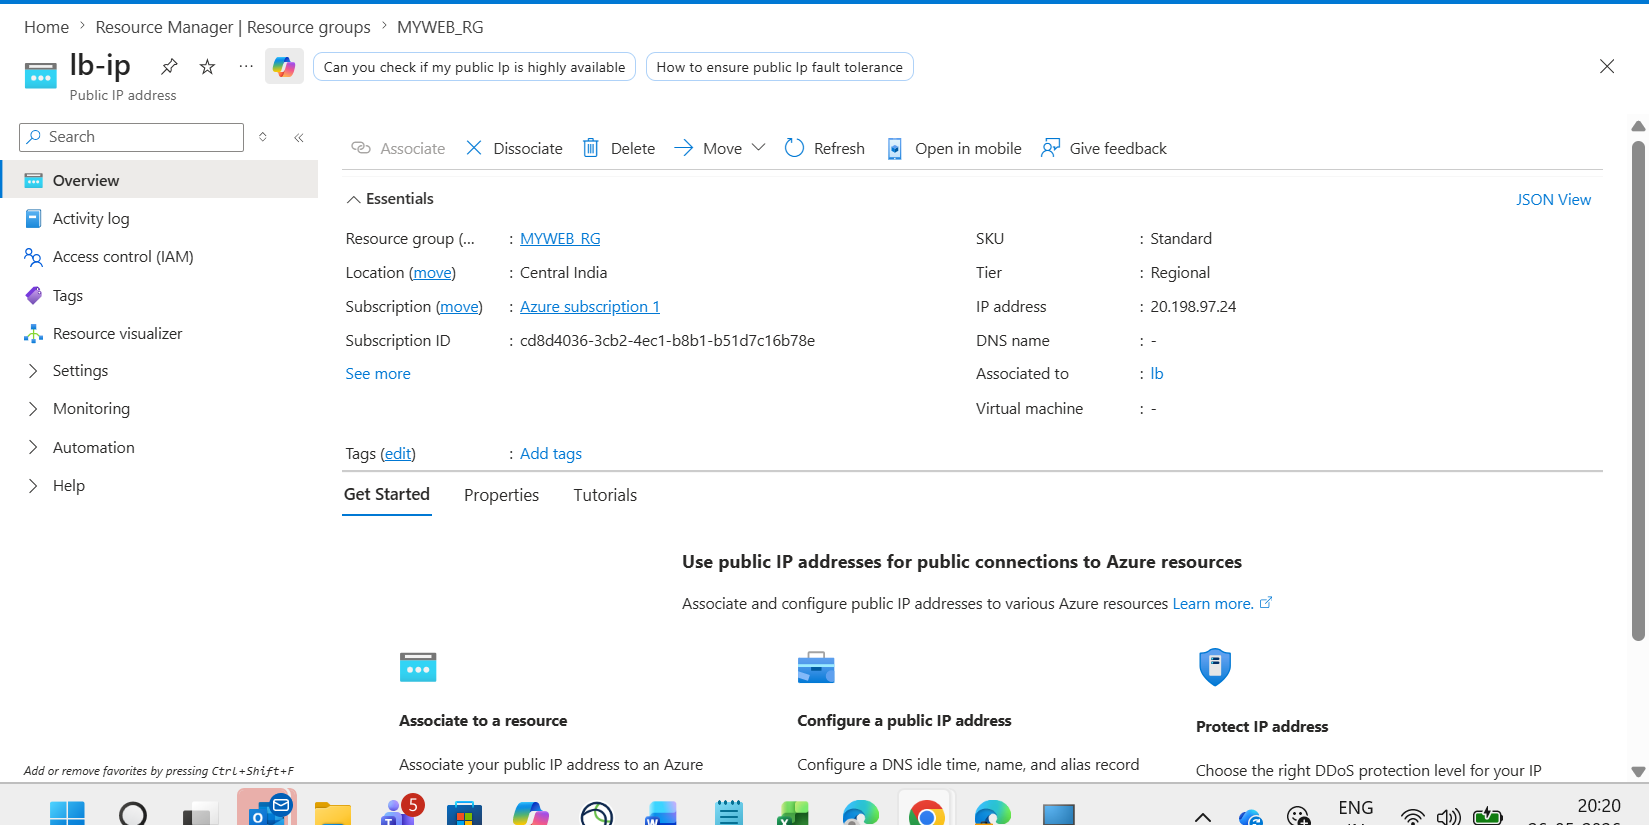 Home > Resource Manager | Resource groups > MYWEB_RG
lb-ip
Public IP address
Can you check if my public Ip is highly available
How to ensure public Ip fault tolerance
Search
Overview
Activity log
Access control (IAM)
Tags
Resource visualizer
Settings
Monitoring
Automation
Help
Add or remove favorites by pressing Ctrl+Shift+F
Associate Dissociate Delete Move Refresh Open in mobile Give feedback
Essentials
JSON View
Resource group (... : MYWEB_RG
Location (move) : Central India
Subscription (move) : Azure subscription 1
Subscription ID : cd8d4036-3cb2-4ec1-b8b1-b51d7c16b78e
See more
SKU : Standard
Tier : Regional
IP address : 20.198.97.24
DNS name : -
Associated to : lb
Virtual machine : -
Tags (edit) : Add tags
Get Started Properties Tutorials
Use public IP addresses for public connections to Azure resources
Associate and configure public IP addresses to various Azure resources Learn more.
Associate to a resource
Associate your public IP address to an Azure
Configure a public IP address
Configure a DNS idle time, name, and alias record
Protect IP address
Choose the right DDoS protection level for your IP
5
ENG
20:20